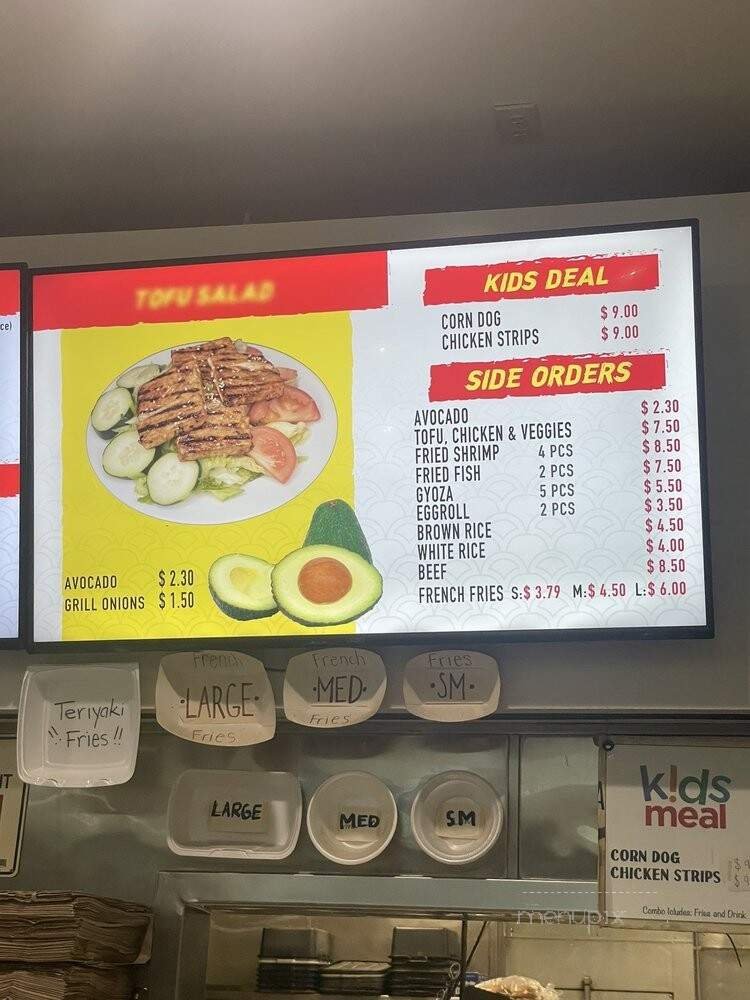 ce)
TOFU SALAD
AVOCADO $ 2.30
GRILL ONIONS $ 1.50
KIDS DEAL
CORN DOG $ 9.00
CHICKEN STRIPS $ 9.00
SIDE ORDERS
AVOCADO $ 2.30
TOFU, CHICKEN & VEGGIES $ 7.50
FRIED SHRIMP 4 PCS $ 8.50
FRIED FISH 2 PCS $ 7.50
GYOZA 5 PCS $ 5.50
EGGROLL 2 PCS $ 3.50
BROWN RICE $ 4.50
WHITE RICE $ 4.00
BEEF $ 8.50
FRENCH FRIES S:$ 3.79 M:$ 4.50 L:$ 6.00
Teriyaki
Fries!!
French
·LARGE·
Fries
French
·MED·
Fries
Fries
·SM·
LARGE
MED
SM
k!ds
meal
CORN DOG
CHICKEN STRIPS
Combo Icludes: Fries and Drink
menupix